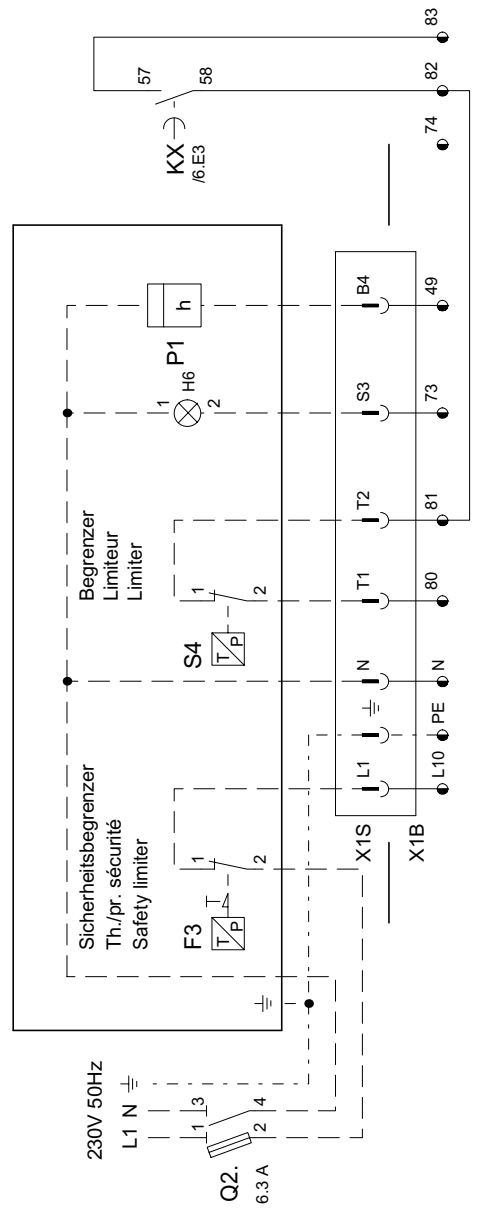 230V 50Hz
L1 N
1
3
2
4
Q2.
6.3 A
Sicherheitsbegrenzer
Th./pr. sécurité
Safety limiter
F3
T
P
1
2
Begrenzer
Limiteur
Limiter
S4
T
P
1
2
1
H6
2
P1
h
KX
/6.E3
57
58
X1S
L1
N
T1
T2
S3
B4
X1B
L10
PE
N
80
81
73
49
74
82
83